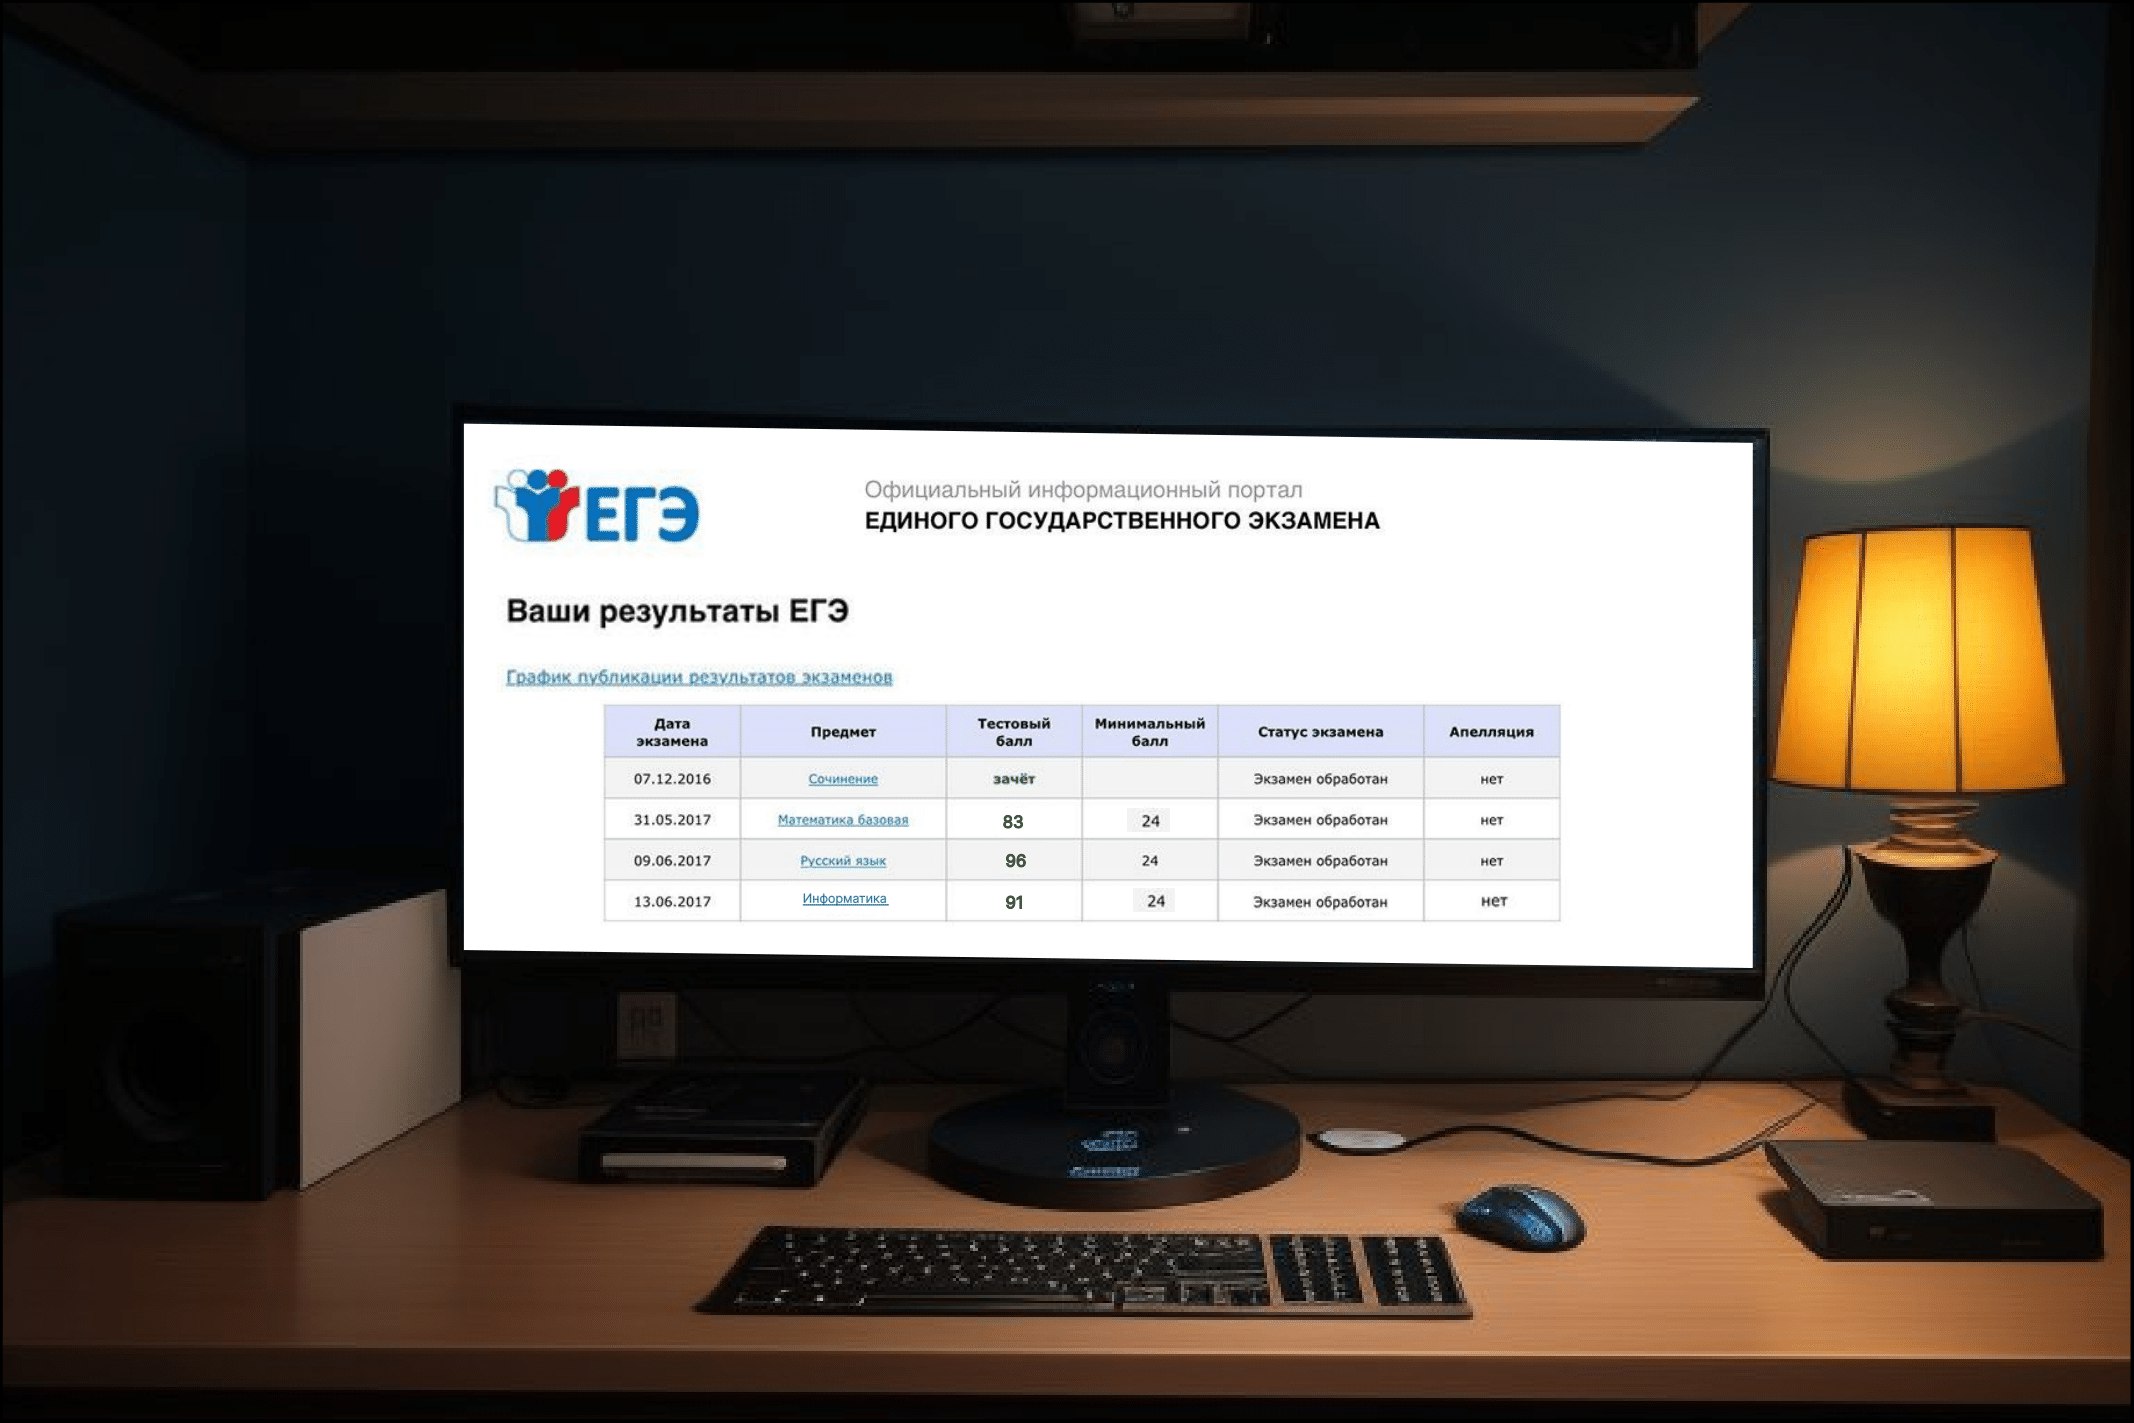 ЕГЭ
Официальный информационный портал
ЕДИНОГО ГОСУДАРСТВЕННОГО ЭКЗАМЕНА
Ваши результаты ЕГЭ
График публикации результатов экзаменов
Дата экзамена Предмет Тестовый балл Минимальный балл Статус экзамена Апелляция
07.12.2016 Сочинение зачёт Экзамен обработан нет
31.05.2017 Математика базовая 83 24 Экзамен обработан нет
09.06.2017 Русский язык 96 24 Экзамен обработан нет
13.06.2017 Информатика 91 24 Экзамен обработан нет